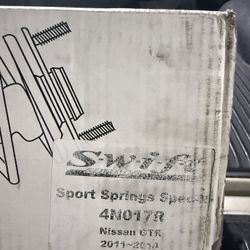 Swift
Sport Springs Spec-R
4N017R
Nissan GTR
2011~2014